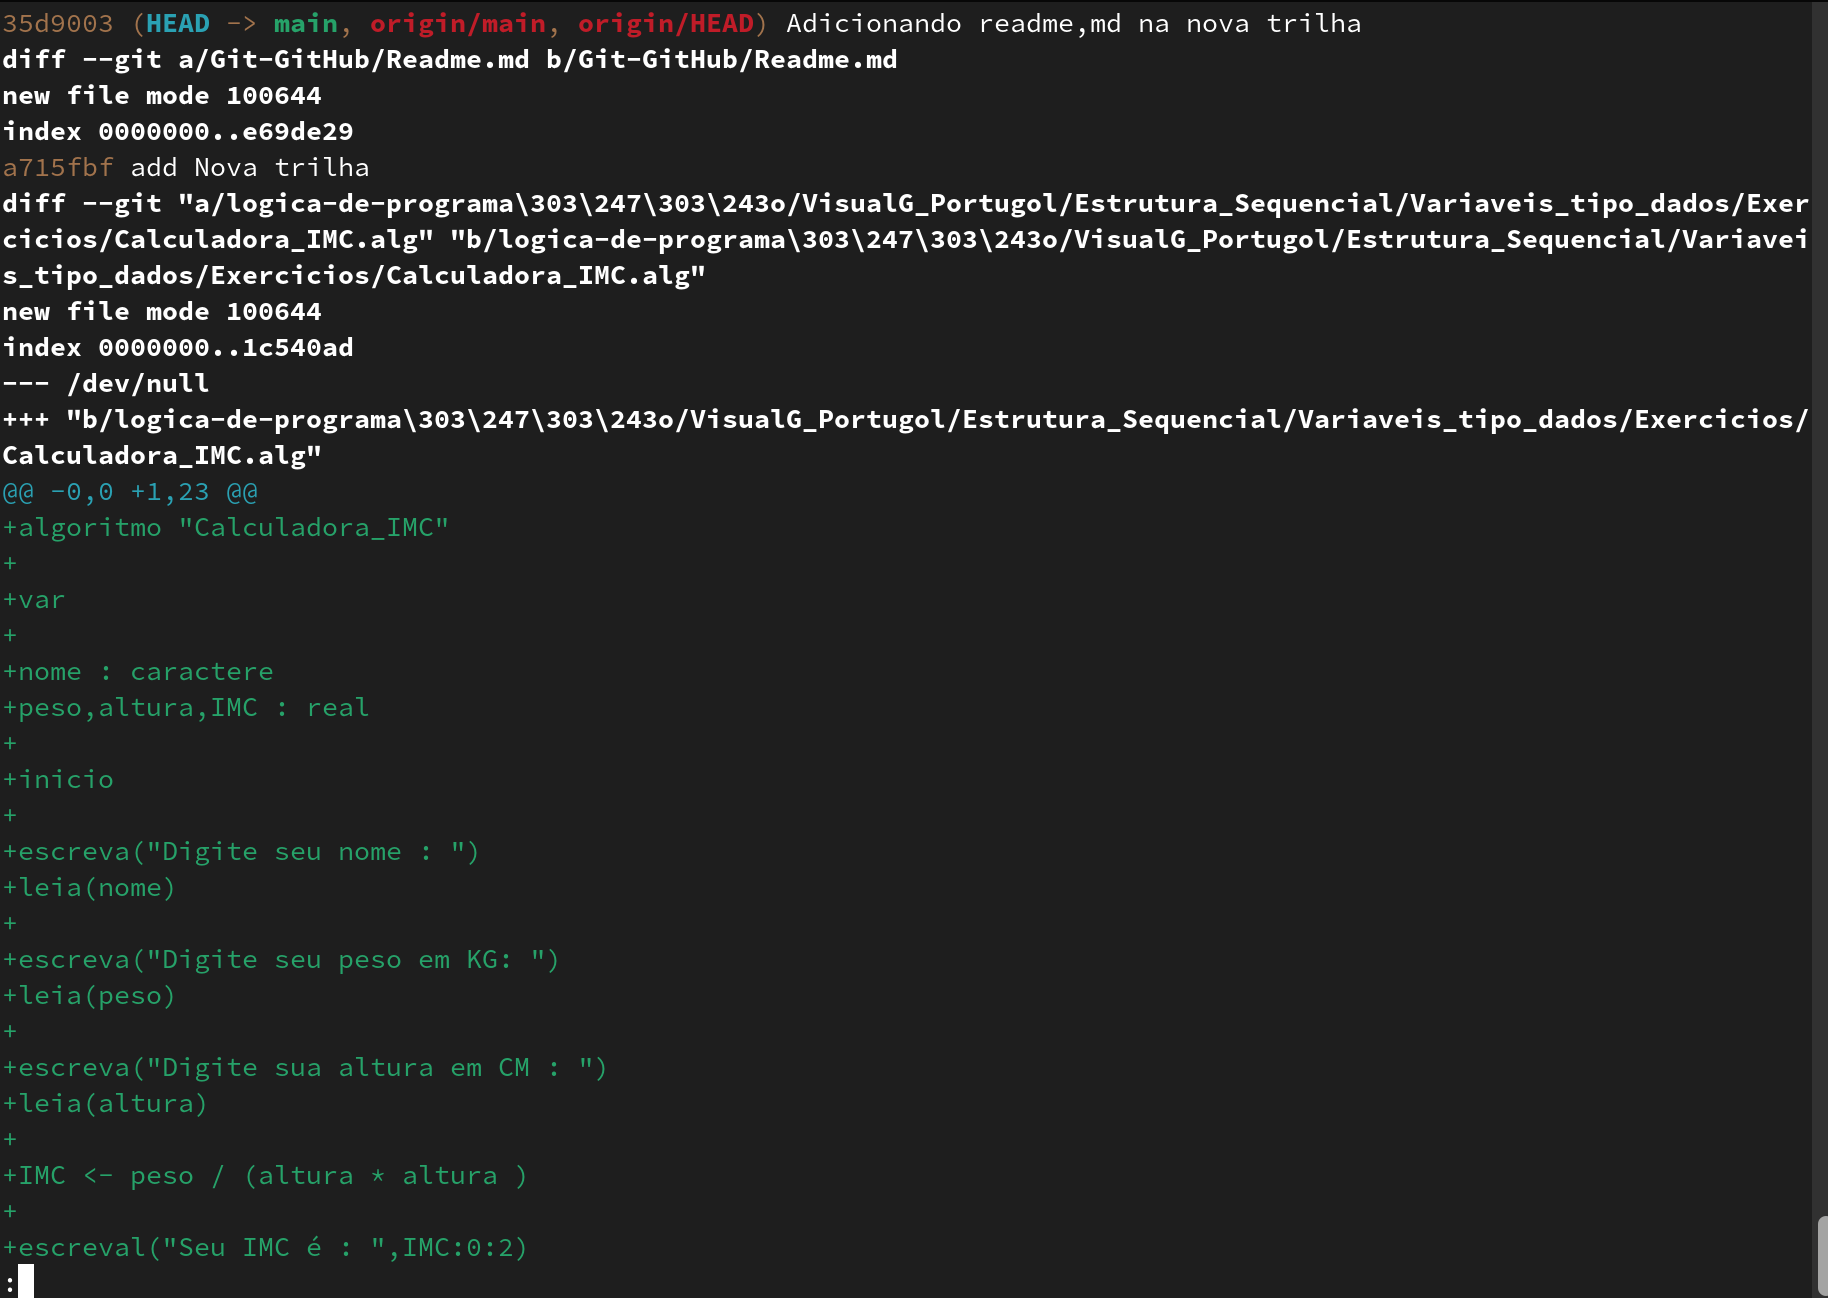 35d9003 (HEAD -> main, origin/main, origin/HEAD) Adicionando readme,md na nova trilha
diff --git a/Git-GitHub/Readme.md b/Git-GitHub/Readme.md
new file mode 100644
index 0000000..e69de29
a715fbf add Nova trilha
diff --git "a/logica-de-programa\303\247\303\243o/VisualG_Portugol/Estrutura_Sequencial/Variaveis_tipo_dados/Exer
cicios/Calculadora_IMC.alg" "b/logica-de-programa\303\247\303\243o/VisualG_Portugol/Estrutura_Sequencial/Variavei
s_tipo_dados/Exercicios/Calculadora_IMC.alg"
new file mode 100644
index 0000000..1c540ad
--- /dev/null
+++ "b/logica-de-programa\303\247\303\243o/VisualG_Portugol/Estrutura_Sequencial/Variaveis_tipo_dados/Exercicios/
Calculadora_IMC.alg"
@@ -0,0 +1,23 @@
+algoritmo "Calculadora_IMC"
+
+var
+
+nome : caractere
+peso,altura,IMC : real
+
+inicio
+
+escreva("Digite seu nome : ")
+leia(nome)
+
+escreva("Digite seu peso em KG: ")
+leia(peso)
+
+escreva("Digite sua altura em CM : ")
+leia(altura)
+
+IMC <- peso / (altura * altura )
+
+escreval("Seu IMC é : ",IMC:0:2)
: